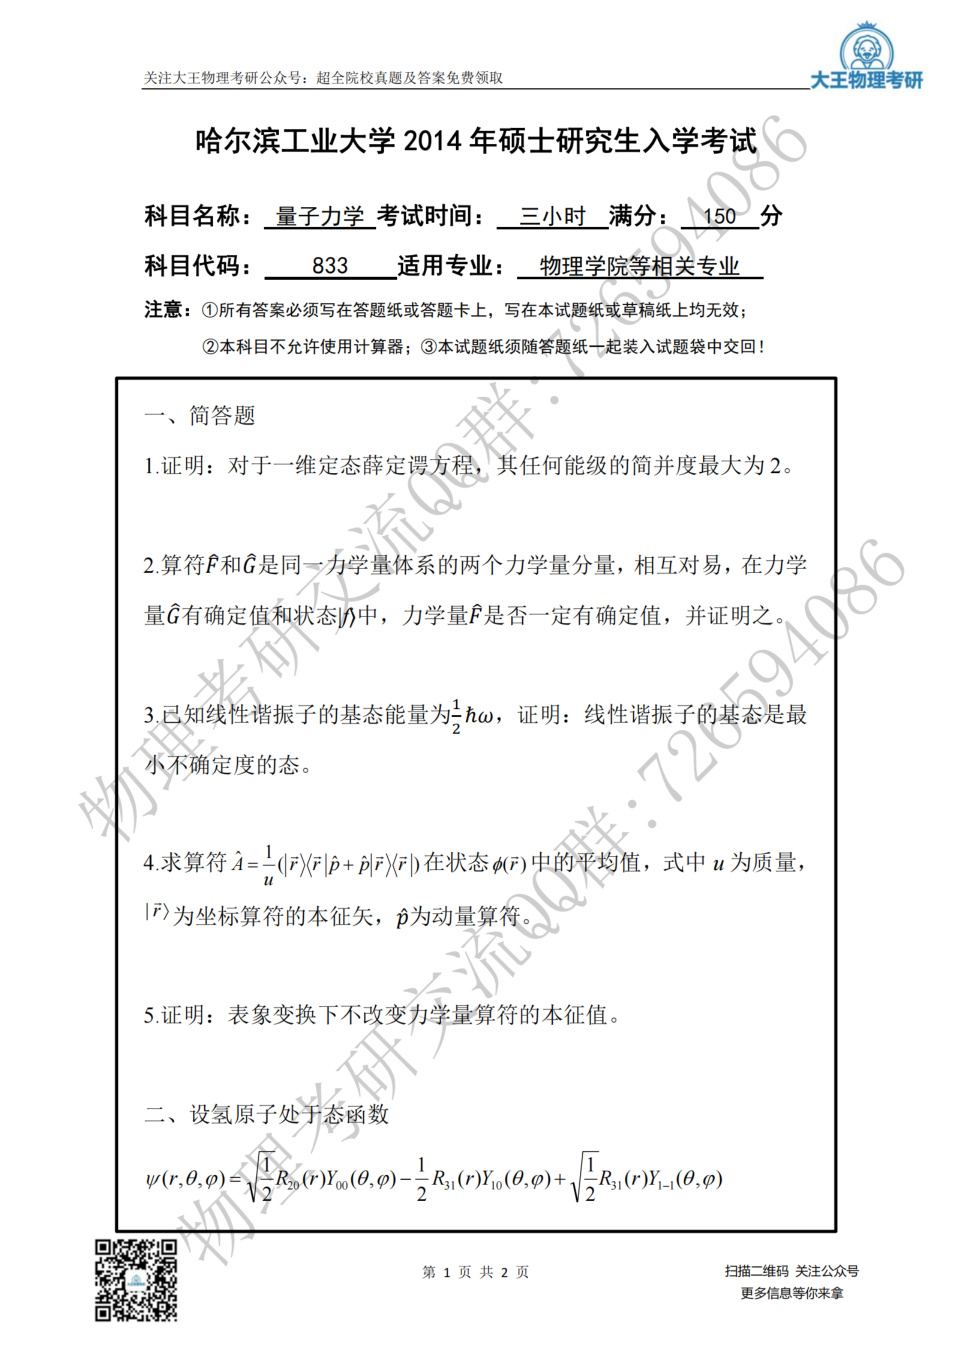 关注大王物理考研公众号：超全院校真题及答案免费领取
大王物理考研
哈尔滨工业大学 2014 年硕士研究生入学考试
科目名称： 量子力学 考试时间： 三小时 满分： 150 分
科目代码： 833 适用专业： 物理学院等相关专业
注意：①所有答案必须写在答题纸或答题卡上，写在本试题纸或草稿纸上均无效；
②本科目不允许使用计算器；③本试题纸须随答题纸一起装入试题袋中交回！
一、简答题
1.证明：对于一维定态薛定谔方程，其任何能级的简并度最大为 2。
2.算符F̂和Ĝ是同一力学量体系的两个力学量分量，相互对易，在力学
量Ĝ有确定值和状态|f⟩中，力学量F̂是否一定有确定值，并证明之。
3.已知线性谐振子的基态能量为1/2 ħω，证明：线性谐振子的基态是最
小不确定度的态。
4.求算符 Â = 1/u (|r⃗⟩⟨r⃗|p̂ + p̂|r⃗⟩⟨r⃗|) 在状态 ϕ(r⃗) 中的平均值，式中 u 为质量，
|r⃗⟩为坐标算符的本征矢，p̂为动量算符。
5.证明：表象变换下不改变力学量算符的本征值。
二、设氢原子处于态函数
ψ(r,θ,φ) = √(1/2) R₂₀(r)Y₀₀(θ,φ) − 1/2 R₃₁(r)Y₁₀(θ,φ) + √(1/2) R₃₁(r)Y₁₋₁(θ,φ)
第 1 页 共 2 页
扫描二维码 关注公众号
更多信息等你来拿
物理考研交流QQ群：726594086
物理考研交流QQ群：726594086